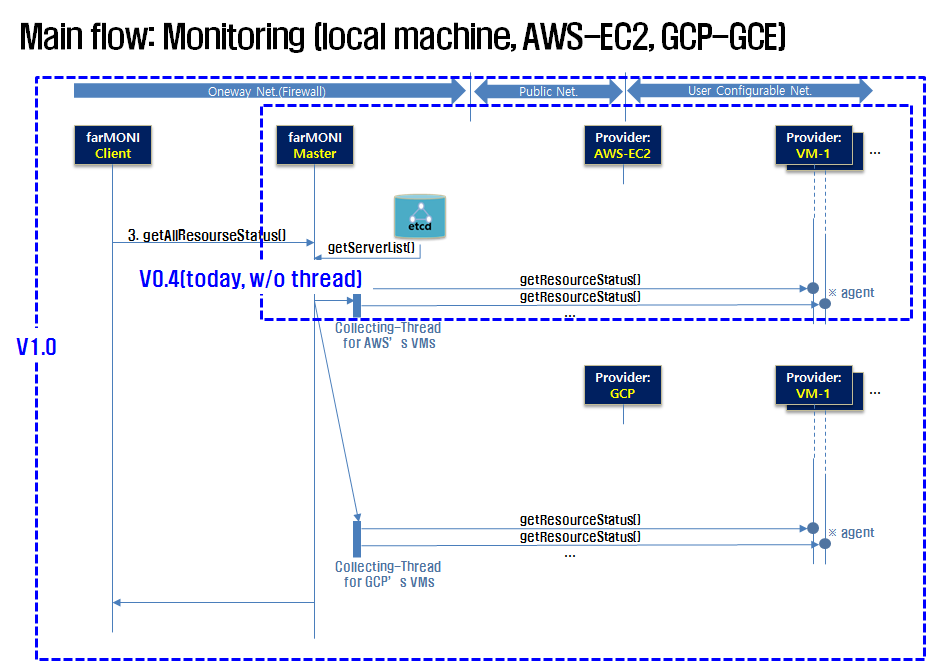 Main flow: Monitoring (local machine, AWS-EC2, GCP-GCE)
Oneway Net.(Firewall)
Public Net.
User Configurable Net.
farMONI
Client
farMONI
Master
Provider:
AWS-EC2
Provider:
VM-1
...
etcd
3. getAllResourseStatus()
getServerList()
V0.4(today, w/o thread)
getResourceStatus()
getResourceStatus()
...
※ agent
Collecting-Thread
for AWS’s VMs
V1.0
Provider:
GCP
Provider:
VM-1
...
getResourceStatus()
getResourceStatus()
...
※ agent
Collecting-Thread
for GCP’s VMs